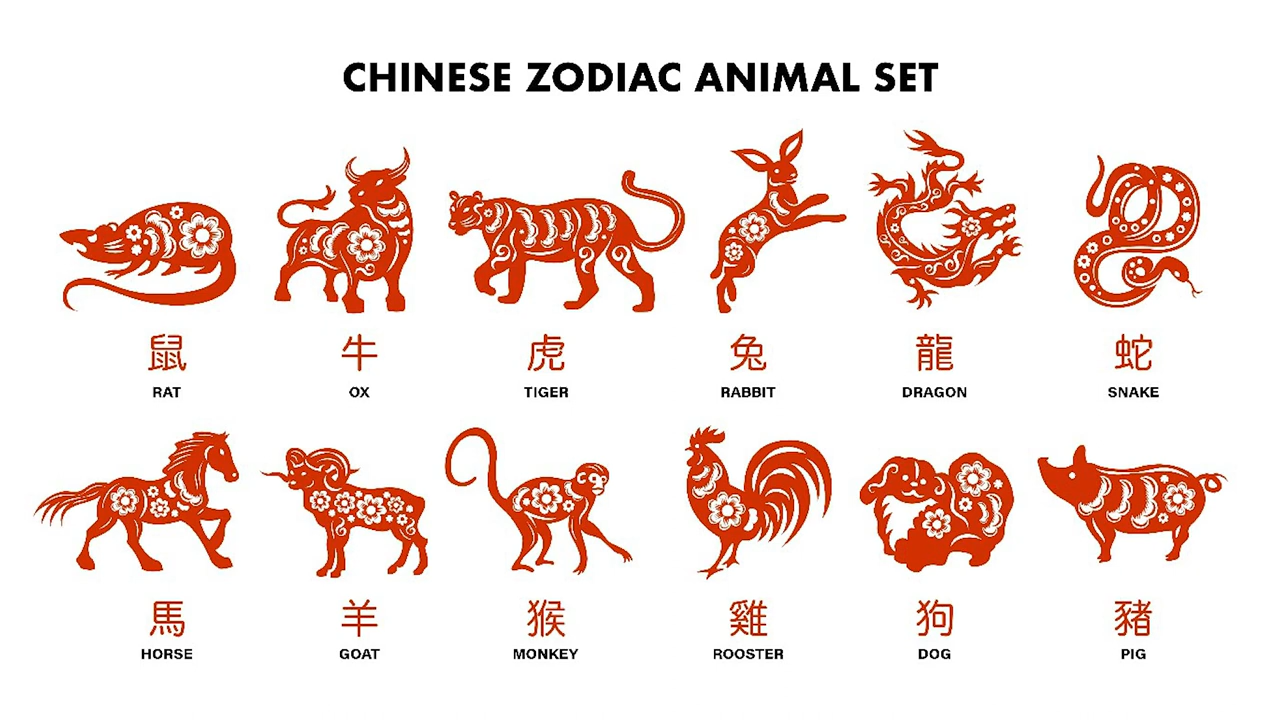 CHINESE ZODIAC ANIMAL SET
鼠 牛 虎 兔 龍 蛇
RAT OX TIGER RABBIT DRAGON SNAKE
馬 羊 猴 雞 狗 豬
HORSE GOAT MONKEY ROOSTER DOG PIG